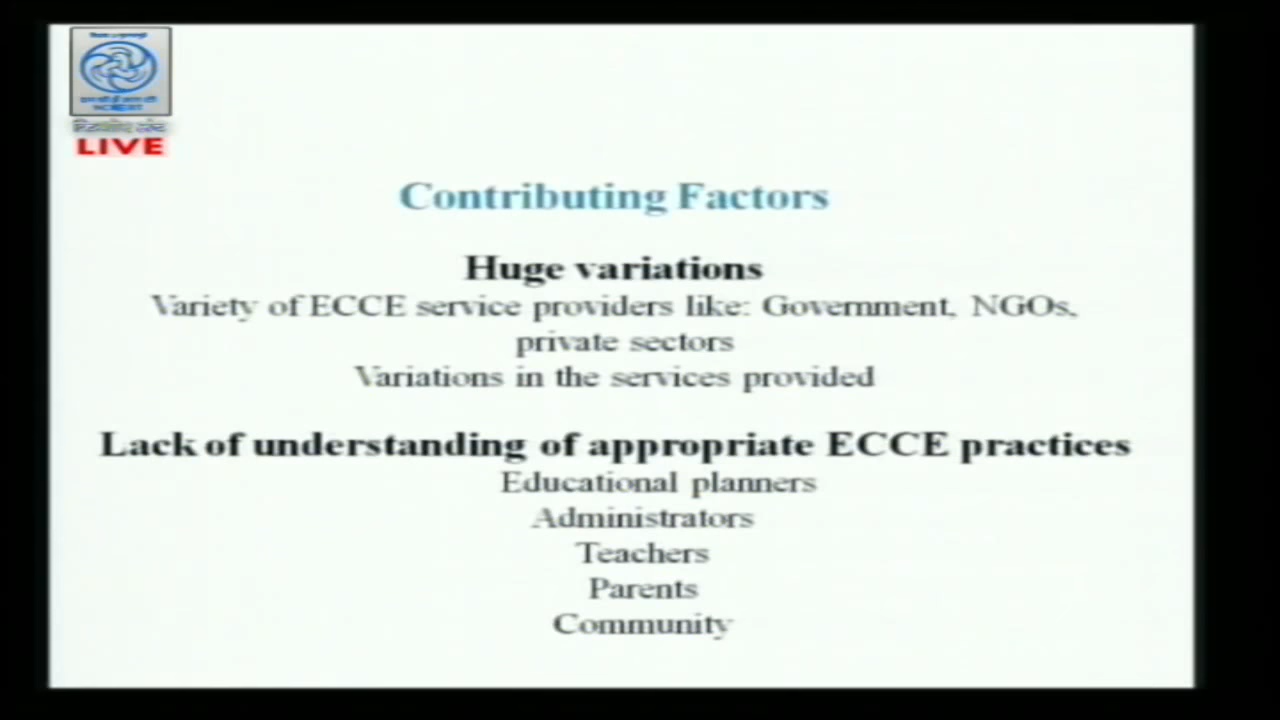 LIVE
Contributing Factors
Huge variations
Variety of ECCE service providers like: Government, NGOs,
private sectors
Variations in the services provided
Lack of understanding of appropriate ECCE practices
Educational planners
Administrators
Teachers
Parents
Community